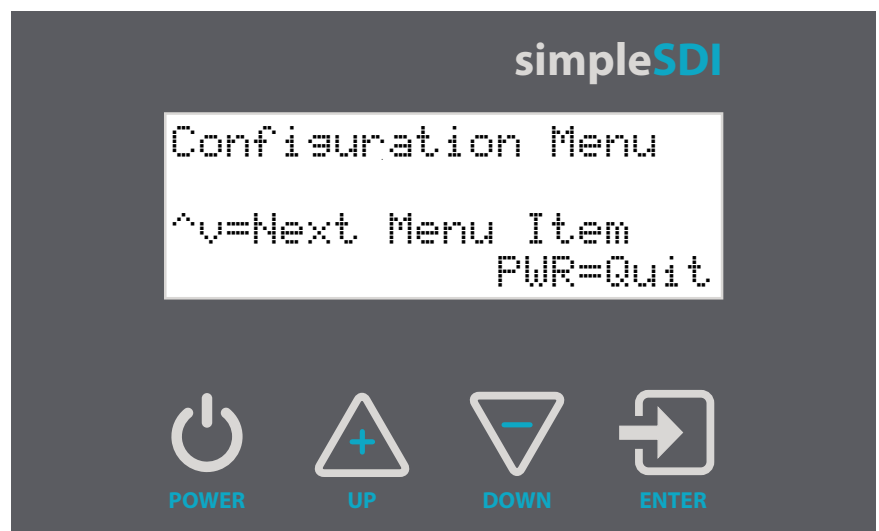 simpleSDI
Configuration Menu
^v=Next Menu Item
PWR=Quit
+ −
POWER UP DOWN ENTER